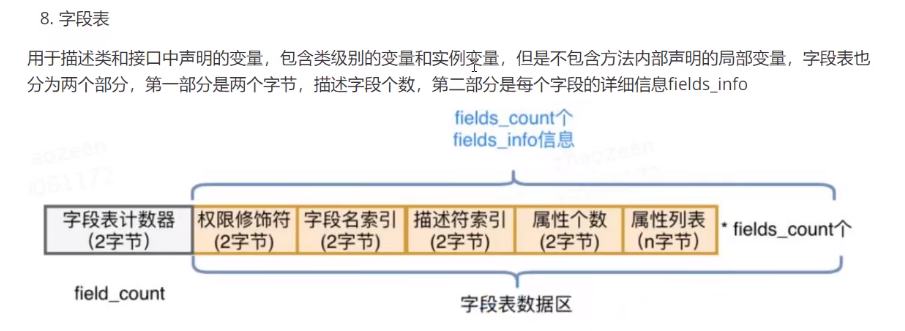 8. 字段表
用于描述类和接口中声明的变量，包含类级别的变量和实例变量，但是不包含方法内部声明的局部变量，字段表也
分为两个部分，第一部分是两个字节，描述字段个数，第二部分是每个字段的详细信息fields_info
fields_count个
fields_info信息
字段表计数器
（2字节）
权限修饰符
(2字节)
字段名索引
(2字节)
描述符索引
(2字节)
属性个数
(2字节)
属性列表
（n字节）
* fields_count个
field_count
字段表数据区